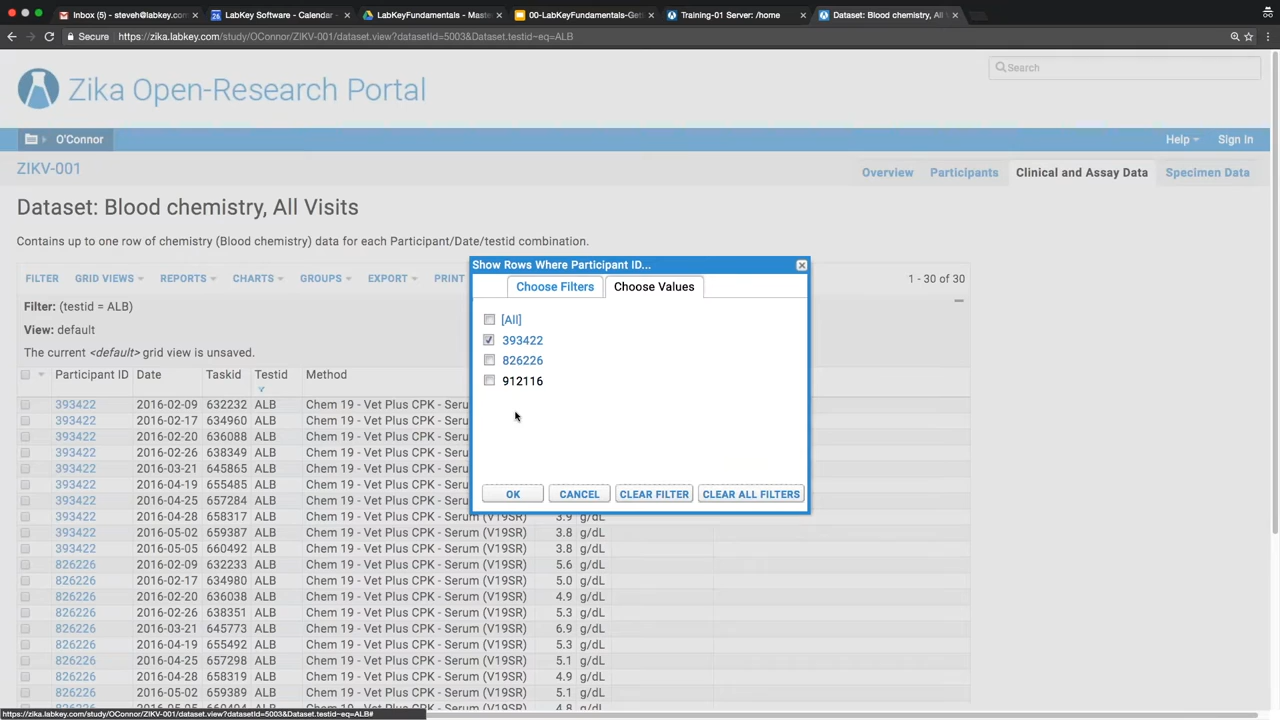 Inbox (5) - steveh@labkey.com
LabKey Software - Calendar
LabKeyFundamentals - Maste
00-LabKeyFundamentals-Get
Training-01 Server: /home
Dataset: Blood chemistry, All
Secure https://zika.labkey.com/study/OConnor/ZIKV-001/dataset.view?datasetId=5003&Dataset.testid~eq=ALB
Zika Open-Research Portal
Search
O'Connor
Help
Sign In
ZIKV-001
Overview
Participants
Clinical and Assay Data
Specimen Data
Dataset: Blood chemistry, All Visits
Contains up to one row of chemistry (Blood chemistry) data for each Participant/Date/testid combination.
FILTER GRID VIEWS REPORTS CHARTS GROUPS EXPORT PRINT
1 - 30 of 30
Filter: (testid = ALB)
View: default
The current <default> grid view is unsaved.
Participant ID Date Taskid Testid Method
393422 2016-02-09 632232 ALB Chem 19 - Vet Plus CPK - Seru
393422 2016-02-17 634960 ALB Chem 19 - Vet Plus CPK - Seru
393422 2016-02-20 636088 ALB Chem 19 - Vet Plus CPK - Seru
393422 2016-02-26 638349 ALB Chem 19 - Vet Plus CPK - Seru
393422 2016-03-21 645865 ALB Chem 19 - Vet Plus CPK - Seru
393422 2016-04-19 655485 ALB Chem 19 - Vet Plus CPK - Seru
393422 2016-04-25 657284 ALB Chem 19 - Vet Plus CPK - Seru
393422 2016-04-28 658317 ALB Chem 19 - Vet Plus CPK - Serum (V19SR) 3.9 g/dL
393422 2016-05-02 659387 ALB Chem 19 - Vet Plus CPK - Serum (V19SR) 3.8 g/dL
393422 2016-05-05 660492 ALB Chem 19 - Vet Plus CPK - Serum (V19SR) 3.8 g/dL
826226 2016-02-09 632233 ALB Chem 19 - Vet Plus CPK - Serum (V19SR) 5.6 g/dL
826226 2016-02-17 634980 ALB Chem 19 - Vet Plus CPK - Serum (V19SR) 5.0 g/dL
826226 2016-02-20 636038 ALB Chem 19 - Vet Plus CPK - Serum (V19SR) 4.9 g/dL
826226 2016-02-26 638351 ALB Chem 19 - Vet Plus CPK - Serum (V19SR) 5.3 g/dL
826226 2016-03-21 645773 ALB Chem 19 - Vet Plus CPK - Serum (V19SR) 6.9 g/dL
826226 2016-04-19 655492 ALB Chem 19 - Vet Plus CPK - Serum (V19SR) 5.3 g/dL
826226 2016-04-25 657298 ALB Chem 19 - Vet Plus CPK - Serum (V19SR) 5.1 g/dL
826226 2016-04-28 658319 ALB Chem 19 - Vet Plus CPK - Serum (V19SR) 4.9 g/dL
826226 2016-05-02 659389 ALB Chem 19 - Vet Plus CPK - Serum (V19SR) 5.1 g/dL
Show Rows Where Participant ID...
Choose Filters
Choose Values
[All]
393422
826226
912116
OK CANCEL CLEAR FILTER CLEAR ALL FILTERS
https://zika.labkey.com/study/OConnor/ZIKV-001/dataset.view?datasetId=5003&Dataset.testid~eq=ALB#